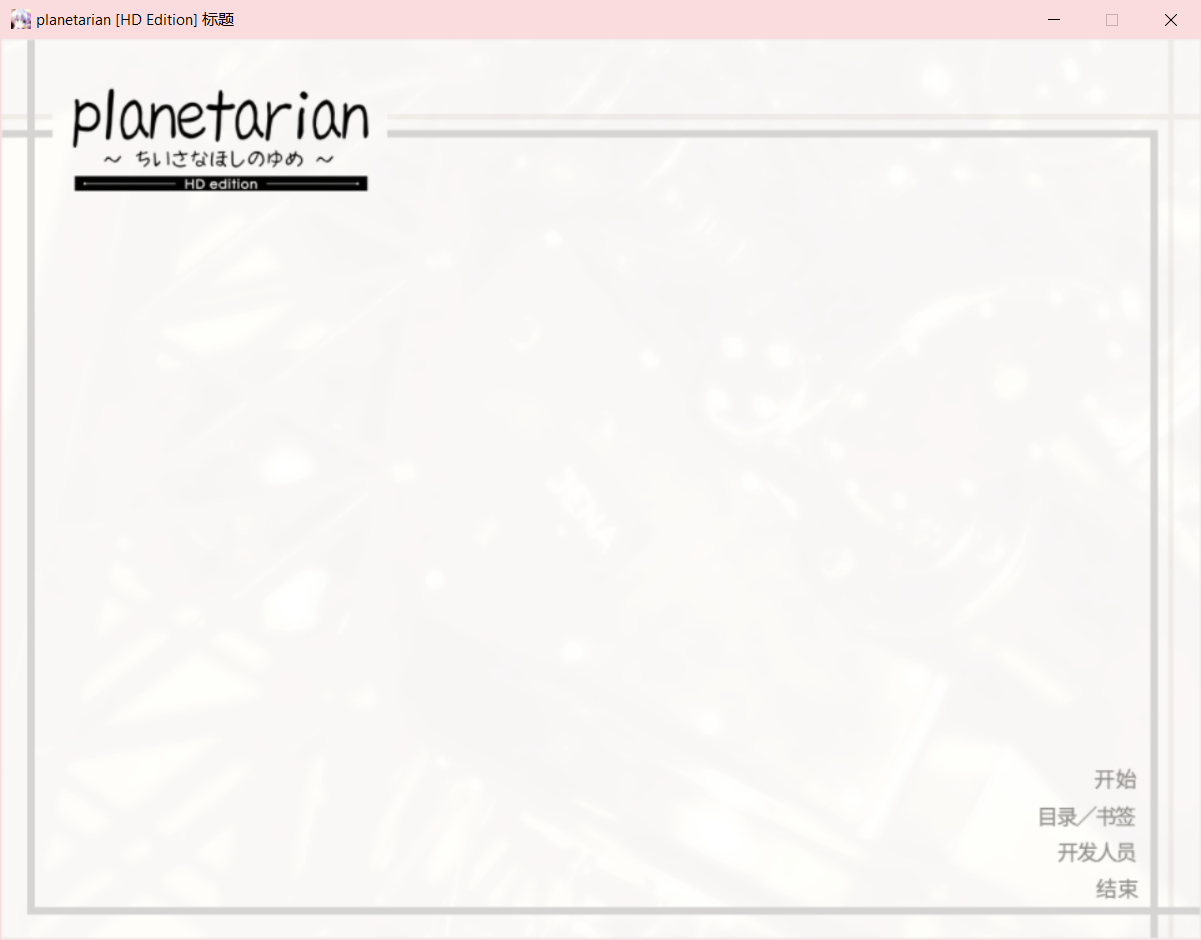 planetarian [HD Edition] 标题
planetarian
～ ちいさなほしのゆめ ～
HD edition
开始
目录／书签
开发人员
结束